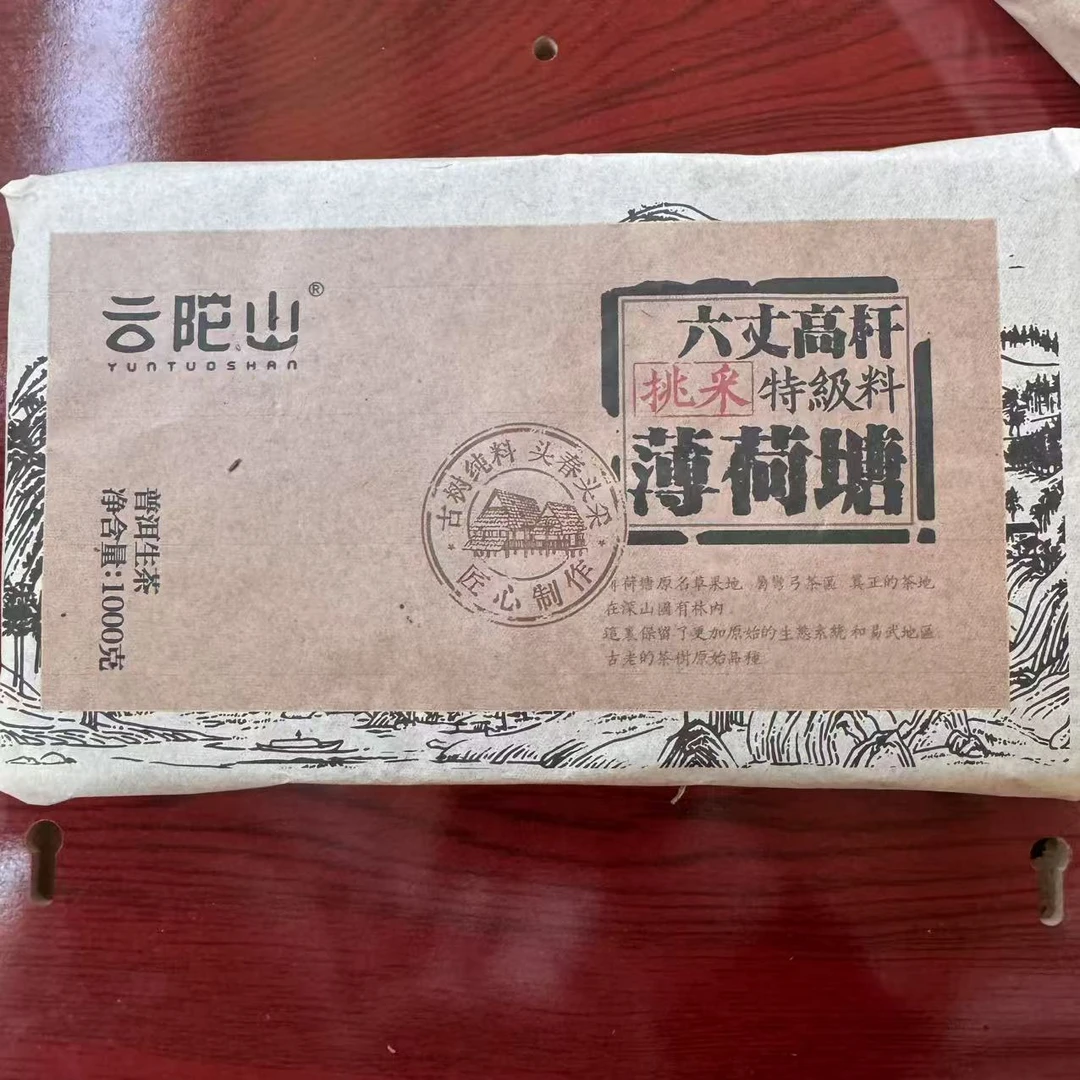 云陀山®
YUNTUOSHAN
普洱生茶
净含量:1000克
古树纯料 头春头采
匠心制作
六丈高杆
挑采 特級料
薄荷塘
荷塘原名草果地 屬彎弓茶區 真正的茶地
在深山國有林内
這裏保留了更加原始的生態系統和易武地區
古老的茶樹原始品種